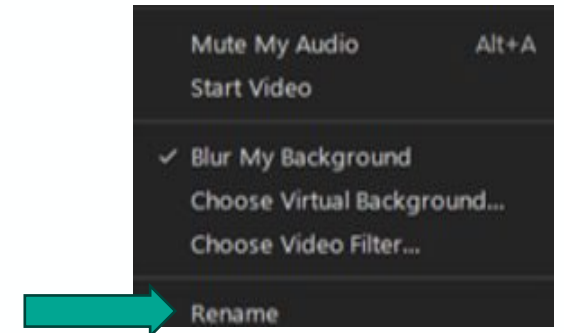 Mute My Audio Alt+A
Start Video
✓ Blur My Background
Choose Virtual Background...
Choose Video Filter...
Rename